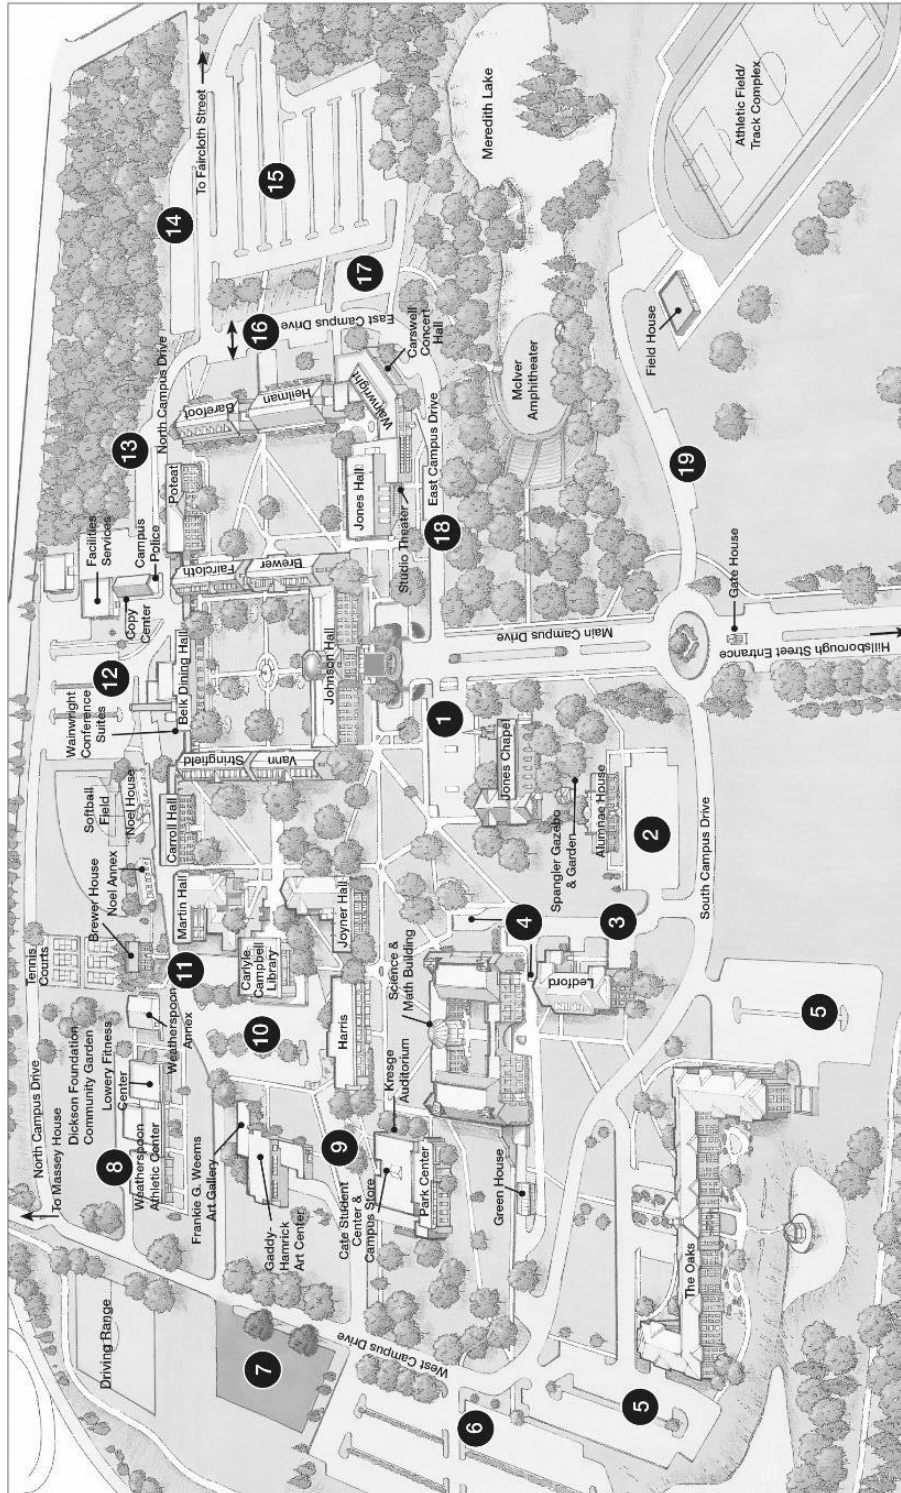 To Massey House
North Campus Drive
Driving Range
8
Weatherspoon
Athletic Center
Dickson Foundation
Community Garden
Lowery Fitness
Center
Tennis
Courts
Brewer House
Noel Annex
Softball
Field
Noel House
Wainwright
Conference
Suites
12
Facilities
Services
Copy
Center
Campus
Police
13
North Campus Drive
14
To Faircloth Street
7
Frankie G. Weems
Art Gallery
Gaddy-
Hamrick
Art Center
Weatherspoon
Annex
11
10
Martin Hall
Carlyle
Campbell
Library
Carroll Hall
Stringfield
Vann
Belk Dining Hall
Faircloth
Brewer
Poteat
Barefoot
Heilman
16
East Campus Drive
15
17
West Campus Drive
Cate Student
Center &
Campus Store
9
Harris
Joyner Hall
Johnson Hall
Jones Hall
Wainwright
Carswell
Concert
Hall
Studio Theater
Park Center
Kresge
Auditorium
Science &
Math Building
1
18
East Campus Drive
Meredith Lake
6
Green House
4
Jones Chapel
Spangler Gazebo
& Garden
Main Campus Drive
McIver
Amphitheater
5
Ledford
3
Alumnae House
2
19
Field House
Athletic Field/
Track Complex
The Oaks
5
South Campus Drive
Gate House
Hillsborough Street Entrance